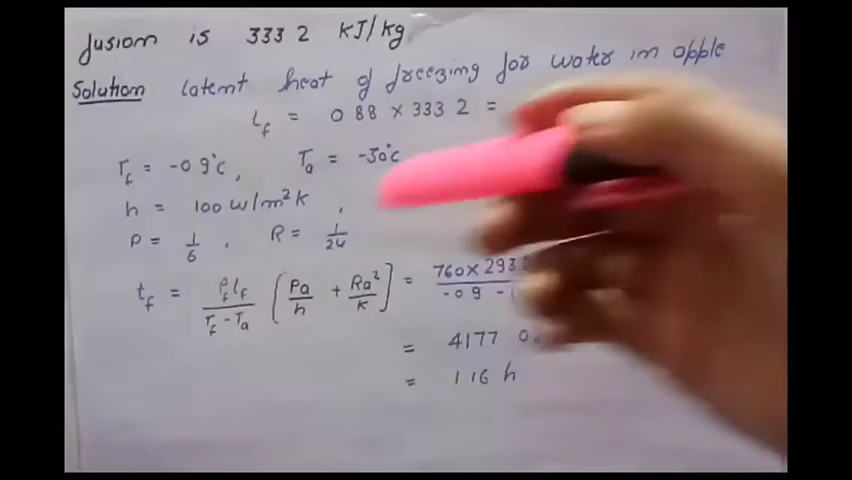 fusion is 333 2 kJ/kg
Solution latent heat of freezing for water in apple
Lf = 0 88 × 333 2 =
Tf = -0 9°C, Ta = -30°C
h = 100 W/m²K ,
P = 1/6 , R = 1/24
tf = ρf Lf / Tf - Ta [Pa/h + Ra²/k] = 760 × 293 / -0 9 -
= 4177 0
= 1 16 h